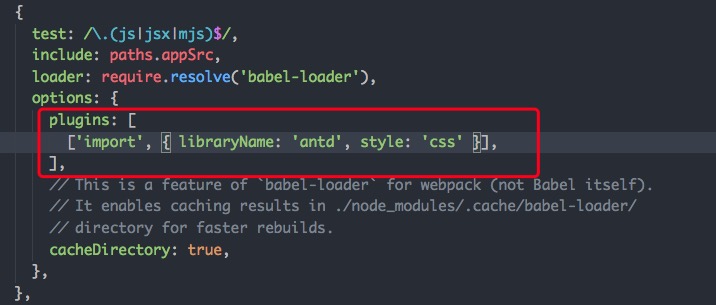 {
test: /\.(js|jsx|mjs)$/,
include: paths.appSrc,
loader: require.resolve('babel-loader'),
options: {
plugins: [
['import', { libraryName: 'antd', style: 'css' }],
],
// This is a feature of `babel-loader` for webpack (not Babel itself).
// It enables caching results in ./node_modules/.cache/babel-loader/
// directory for faster rebuilds.
cacheDirectory: true,
},
},